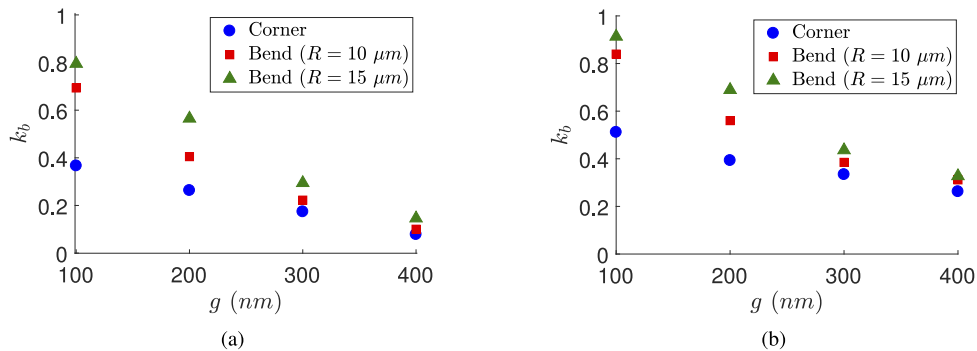 1
0.8
0.6
0.4
0.2
0
k_b
100 200 300 400
g (nm)
Corner
Bend (R = 10 μm)
Bend (R = 15 μm)
(a)
1
0.8
0.6
0.4
0.2
0
k_b
100 200 300 400
g (nm)
Corner
Bend (R = 10 μm)
Bend (R = 15 μm)
(b)